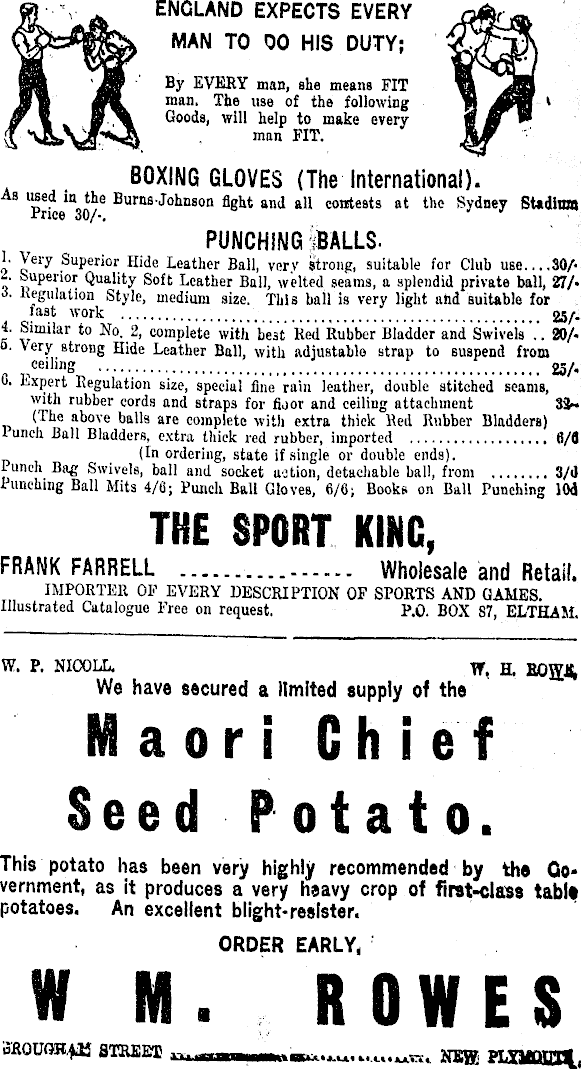 ENGLAND EXPECTS EVERY
MAN TO DO HIS DUTY;
By EVERY man, she means FIT
man. The use of the following
Goods, will help to make every
man FIT.
BOXING GLOVES (The International).
As used in the Burns-Johnson fight and all contests at the Sydney Stadium
Price 30/-.
PUNCHING BALLS.
1. Very Superior Hide Leather Ball, very strong, suitable for Club use....30/-
2. Superior Quality Soft Leather Ball, welted seams, a splendid private ball, 27/-
3. Regulation Style, medium size. This ball is very light and suitable for
fast work ........ 25/-
4. Similar to No. 2, complete with best Red Rubber Bladder and Swivels .. 20/-
5. Very strong Hide Leather Ball, with adjustable strap to suspend from
ceiling ........ 25/-
6. Expert Regulation size, special fine rain leather, double stitched seams,
with rubber cords and straps for floor and ceiling attachment
(The above balls are complete with extra thick Red Rubber Bladders)
Punch Ball Bladders, extra thick red rubber, imported ........ 6/6
(In ordering, state if single or double ends).
Punch Bag Swivels, ball and socket action, detachable ball, from ........
Punching Ball Mits 4/6; Punch Ball Gloves, 6/6; Books on Ball Punching 10d
THE SPORT KING,
FRANK FARRELL ................ Wholesale and Retail.
IMPORTER OF EVERY DESCRIPTION OF SPORTS AND GAMES.
Illustrated Catalogue Free on request. P.O. BOX 87, ELTHAM.
W. P. NICOLL. W. H. ROWE,
We have secured a limited supply of the
Maori Chief
Seed Potato.
This potato has been very highly recommended by the Go-
vernment, as it produces a very heavy crop of first-class table
potatoes. An excellent blight-resister.
ORDER EARLY,
W M. ROWES
BROUGHAM STREET ........ NEW PLYMOUTH.